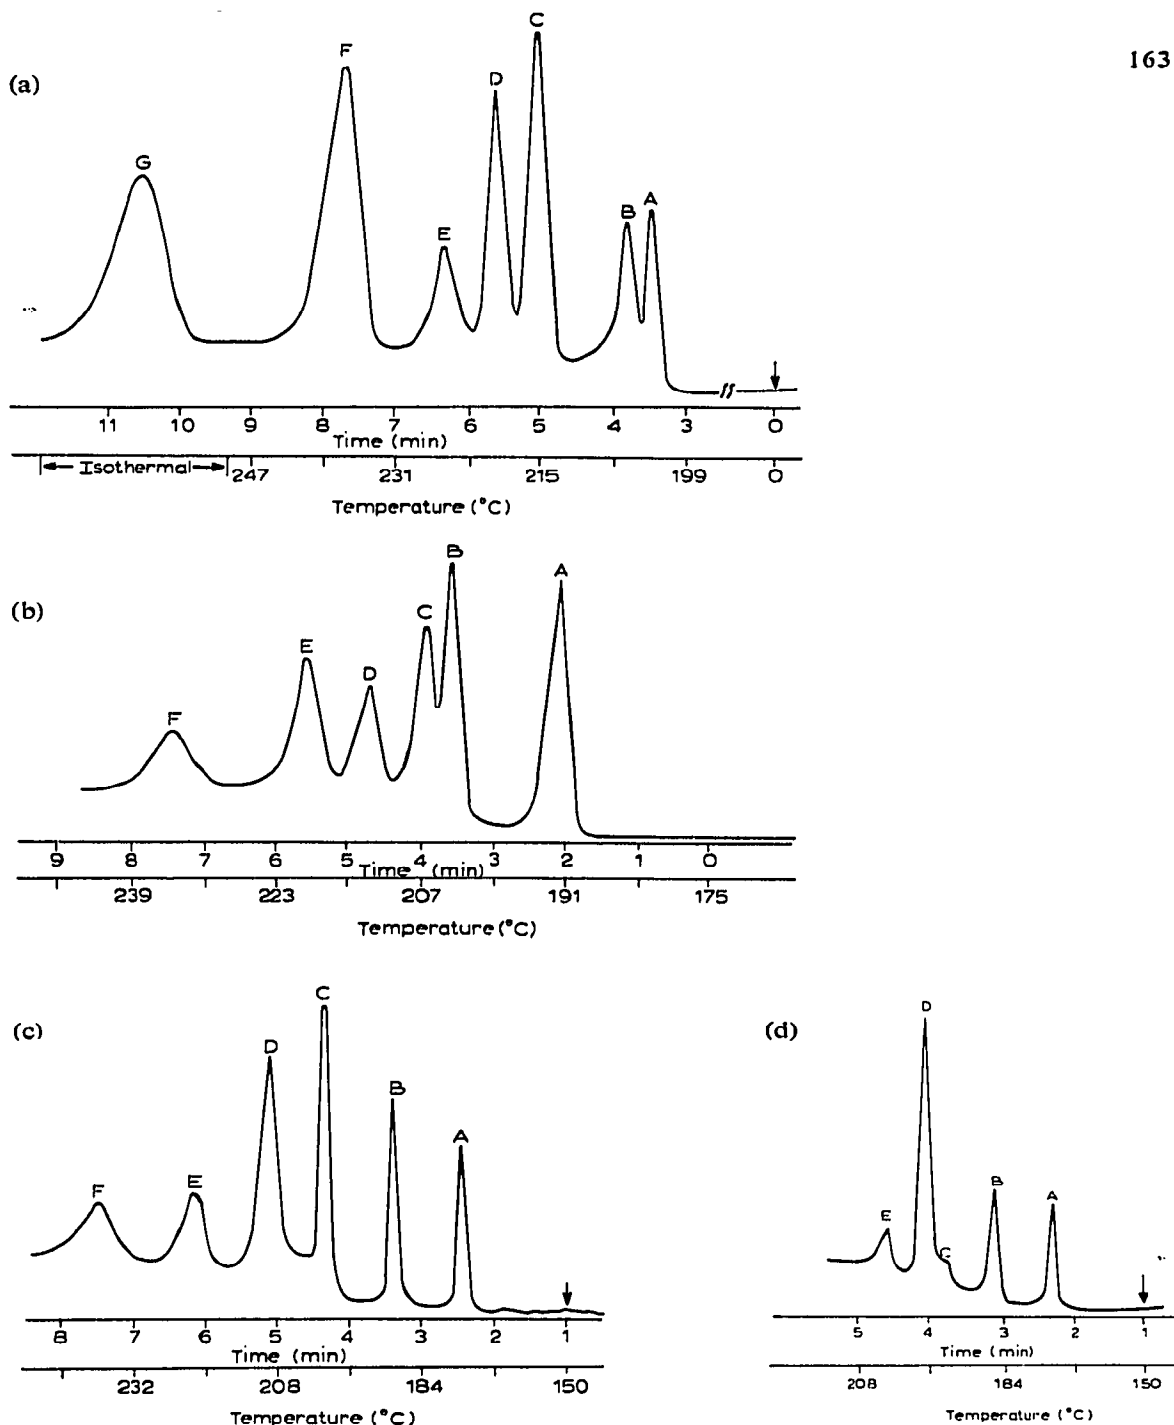 163
(a)
G F E D C B A
11 10 9 8 7 6 5 4 3 0
Time (min)
Isothermal 247 231 215 199 0
Temperature (°C)
(b)
F E D C B A
9 8 7 6 5 4 3 2 1 0
Time (min)
239 223 207 191 175
Temperature (°C)
(c)
F E D C B A
8 7 6 5 4 3 2 1
Time (min)
232 208 184 150
Temperature (°C)
(d)
E D C B A
5 4 3 2 1
Time (min)
208 184 150
Temperature (°C)